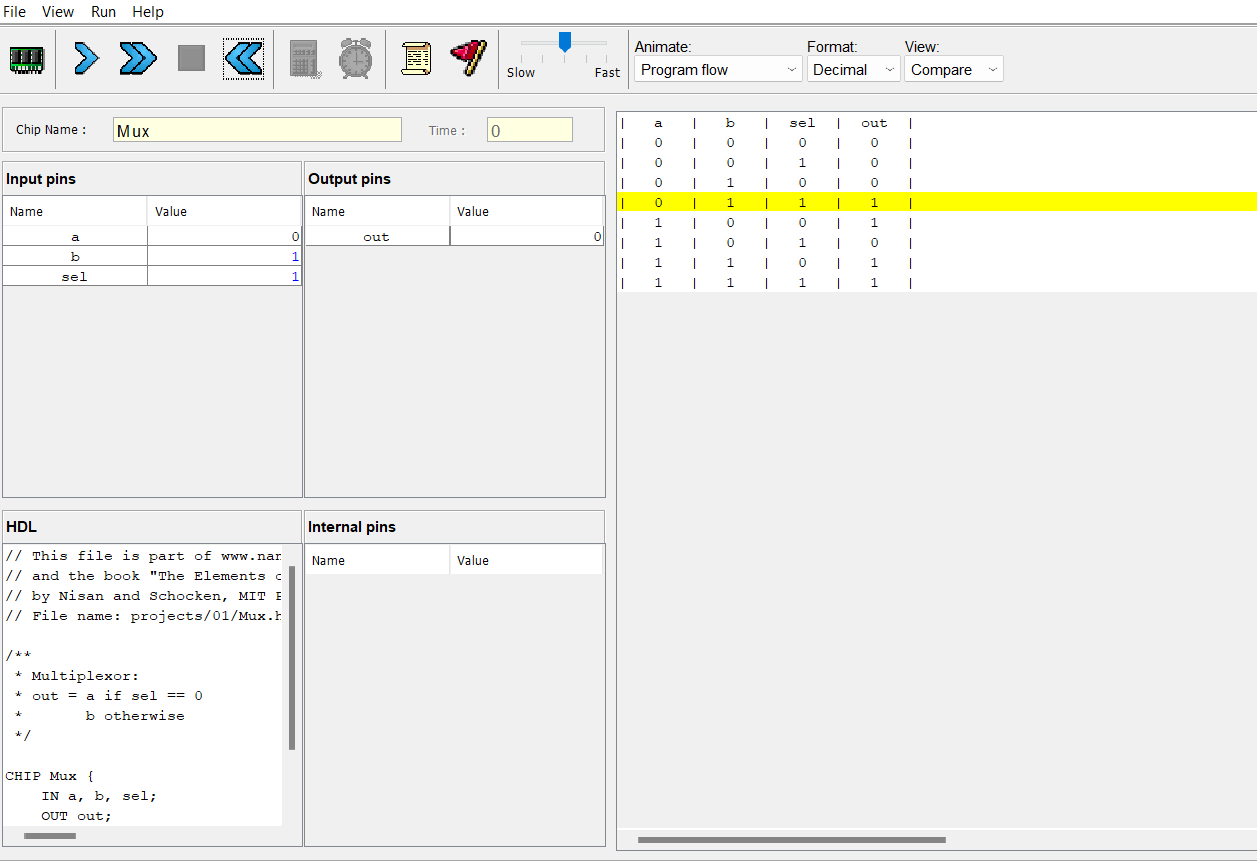 File View Run Help
Animate: Format: View:
Slow Fast Program flow Decimal Compare
Chip Name : Mux Time : 0
Input pins Output pins
Name Value Name Value
a 0 out 0
b 1
sel 1
HDL Internal pins
Name Value
// This file is part of www.nan
// and the book "The Elements o
// by Nisan and Schocken, MIT P
// File name: projects/01/Mux.h
/**
* Multiplexor:
* out = a if sel == 0
* b otherwise
*/
CHIP Mux {
IN a, b, sel;
OUT out;
| a | b | sel | out |
| 0 | 0 | 0 | 0 |
| 0 | 0 | 1 | 0 |
| 0 | 1 | 0 | 0 |
| 0 | 1 | 1 | 1 |
| 1 | 0 | 0 | 1 |
| 1 | 0 | 1 | 0 |
| 1 | 1 | 0 | 1 |
| 1 | 1 | 1 | 1 |